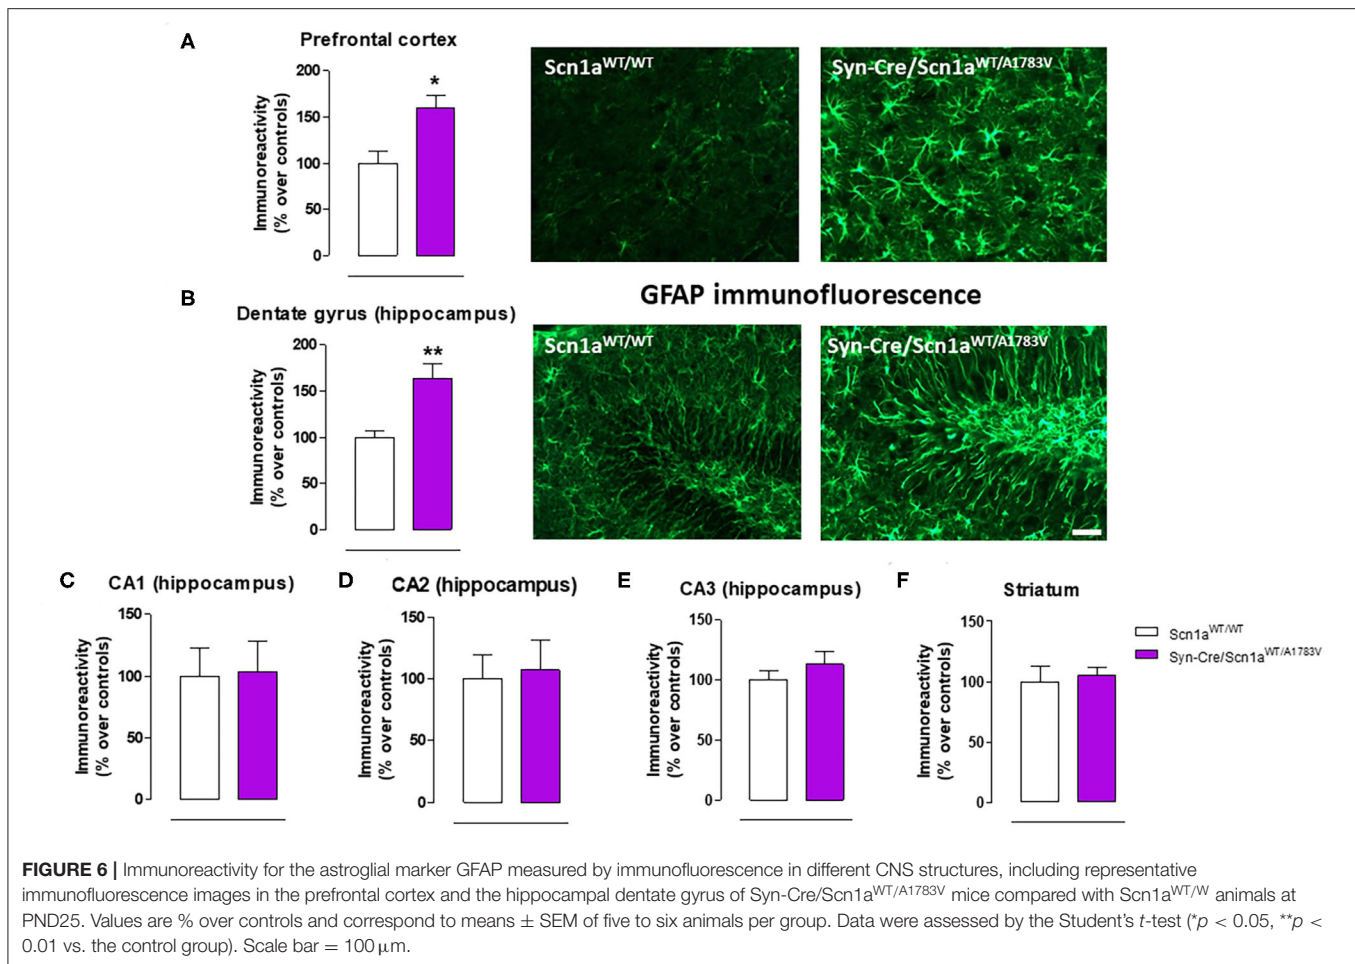 A
Prefrontal cortex
Immunoreactivity
(% over controls)
200
150
100
50
0
*
Scn1a^WT/WT
Syn-Cre/Scn1a^WT/A1783V
GFAP immunofluorescence
B
Dentate gyrus (hippocampus)
Immunoreactivity
(% over controls)
200
150
100
50
0
**
Scn1a^WT/WT
Syn-Cre/Scn1a^WT/A1783V
C
CA1 (hippocampus)
Immunoreactivity
(% over controls)
150
100
50
0
D
CA2 (hippocampus)
Immunoreactivity
(% over controls)
150
100
50
0
E
CA3 (hippocampus)
Immunoreactivity
(% over controls)
150
100
50
0
F
Striatum
Immunoreactivity
(% over controls)
150
100
50
0
Scn1a^WT/WT
Syn-Cre/Scn1a^WT/A1783V
FIGURE 6 | Immunoreactivity for the astroglial marker GFAP measured by immunofluorescence in different CNS structures, including representative
immunofluorescence images in the prefrontal cortex and the hippocampal dentate gyrus of Syn-Cre/Scn1a^WT/A1783V mice compared with Scn1a^WT/W animals at
PND25. Values are % over controls and correspond to means ± SEM of five to six animals per group. Data were assessed by the Student's t-test (*p < 0.05, **p <
0.01 vs. the control group). Scale bar = 100 μm.